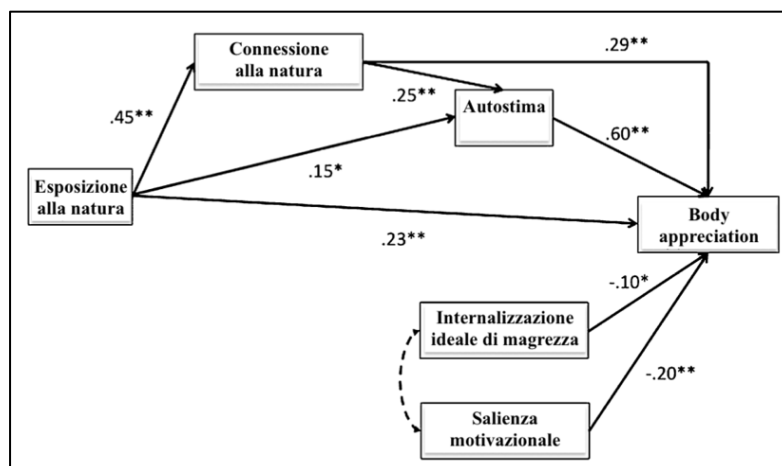 Connessione
alla natura
.29**
.25**
Autostima
.45**
.60**
.15*
Esposizione
alla natura
Body
appreciation
.23**
-.10*
Internalizzazione
ideale di magrezza
-.20**
Salienza
motivazionale